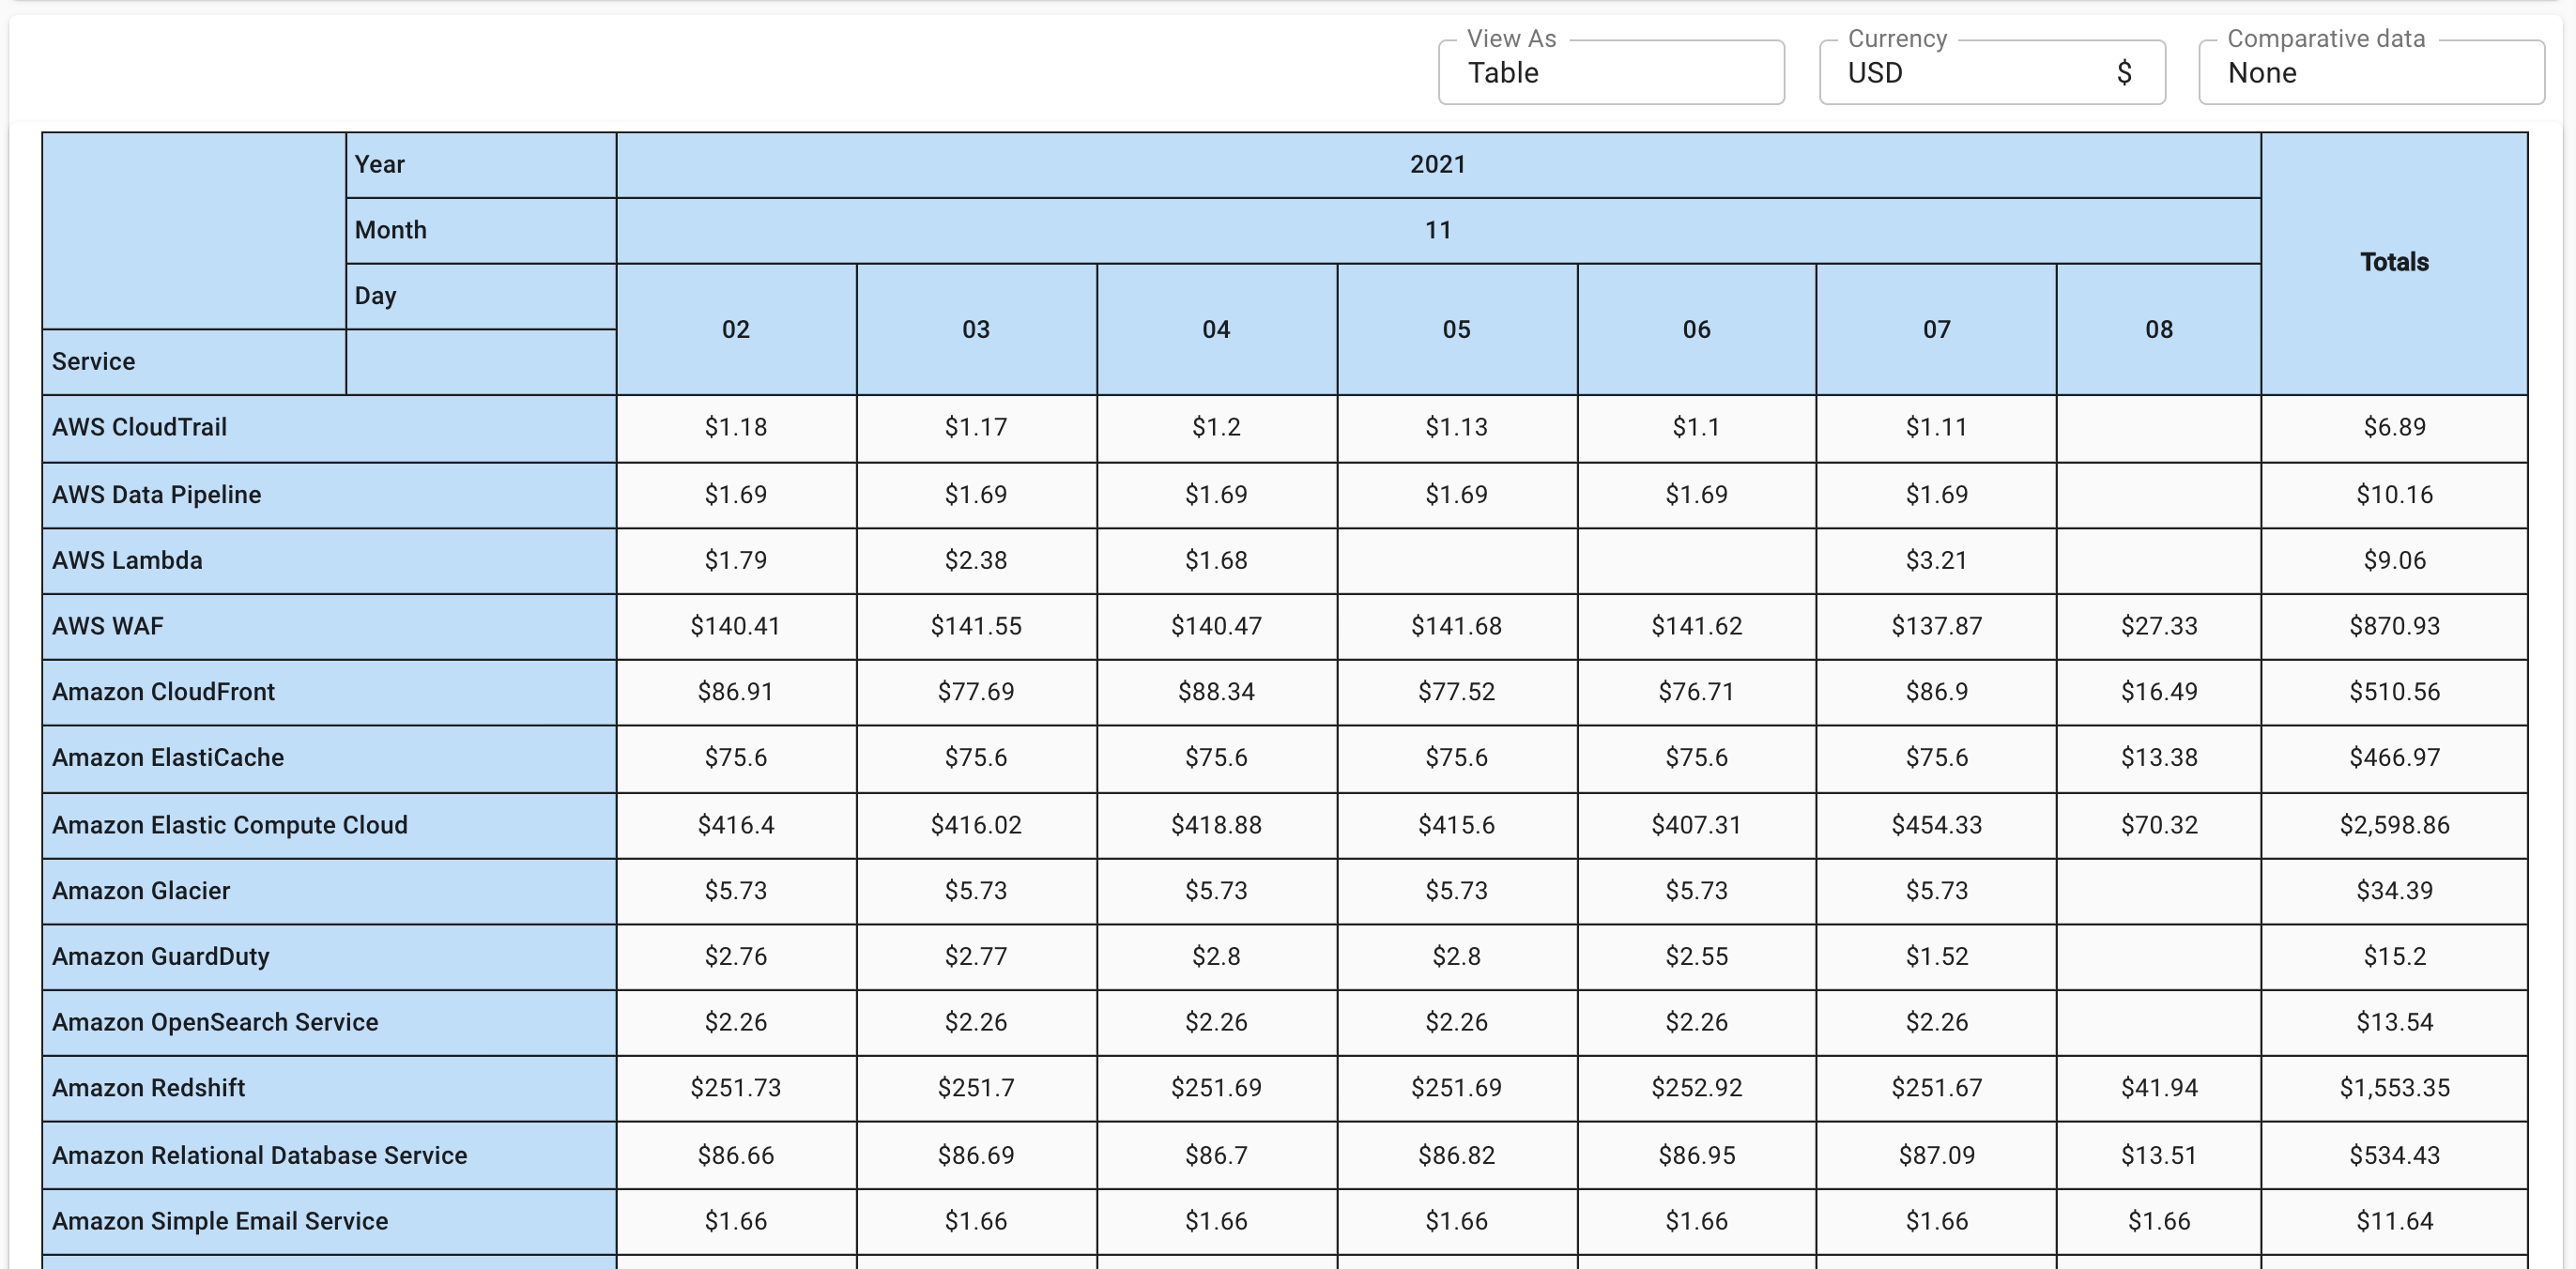 View As
Table
Currency
USD $
Comparative data
None
Year 2021 Totals
Month 11
Day 02 03 04 05 06 07 08
Service
AWS CloudTrail $1.18 $1.17 $1.2 $1.13 $1.1 $1.11 $6.89
AWS Data Pipeline $1.69 $1.69 $1.69 $1.69 $1.69 $1.69 $10.16
AWS Lambda $1.79 $2.38 $1.68 $3.21 $9.06
AWS WAF $140.41 $141.55 $140.47 $141.68 $141.62 $137.87 $27.33 $870.93
Amazon CloudFront $86.91 $77.69 $88.34 $77.52 $76.71 $86.9 $16.49 $510.56
Amazon ElastiCache $75.6 $75.6 $75.6 $75.6 $75.6 $75.6 $13.38 $466.97
Amazon Elastic Compute Cloud $416.4 $416.02 $418.88 $415.6 $407.31 $454.33 $70.32 $2,598.86
Amazon Glacier $5.73 $5.73 $5.73 $5.73 $5.73 $5.73 $34.39
Amazon GuardDuty $2.76 $2.77 $2.8 $2.8 $2.55 $1.52 $15.2
Amazon OpenSearch Service $2.26 $2.26 $2.26 $2.26 $2.26 $2.26 $13.54
Amazon Redshift $251.73 $251.7 $251.69 $251.69 $252.92 $251.67 $41.94 $1,553.35
Amazon Relational Database Service $86.66 $86.69 $86.7 $86.82 $86.95 $87.09 $13.51 $534.43
Amazon Simple Email Service $1.66 $1.66 $1.66 $1.66 $1.66 $1.66 $1.66 $11.64